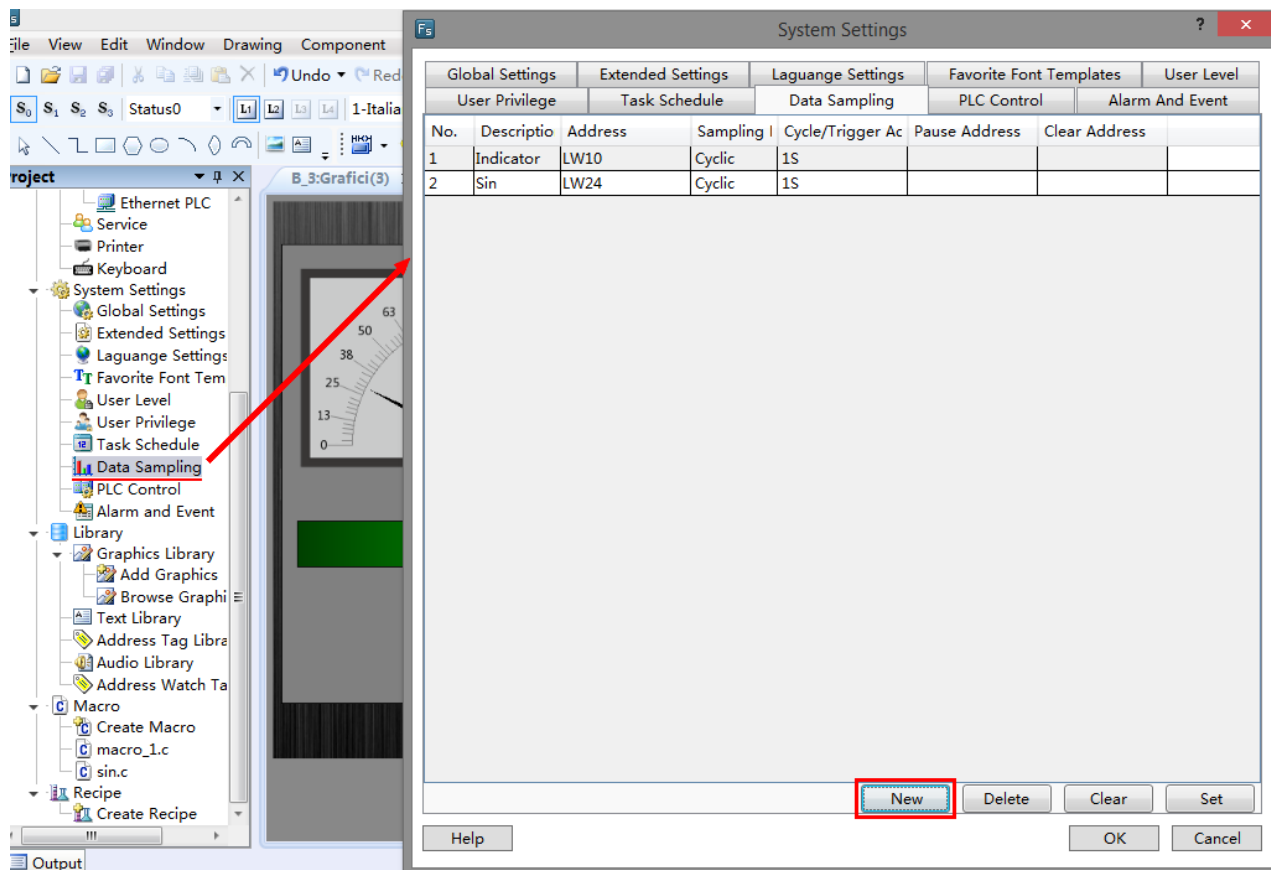 Fs System Settings ? ×
File View Edit Window Drawing Component
Undo Red
S0 S1 S2 S3 Status0 L1 L2 L3 L4 1-Italia
Project
B_3:Grafici(3)
Ethernet PLC
Service
Printer
Keyboard
System Settings
Global Settings
Extended Settings
Laguange Settings
Favorite Font Tem
User Level
User Privilege
Task Schedule
Data Sampling
PLC Control
Alarm and Event
Library
Graphics Library
Add Graphics
Browse Graphi
Text Library
Address Tag Libra
Audio Library
Address Watch Ta
Macro
Create Macro
macro_1.c
sin.c
Recipe
Create Recipe
Output
63
50
38
25
13
0
Global Settings Extended Settings Laguange Settings Favorite Font Templates User Level
User Privilege Task Schedule Data Sampling PLC Control Alarm And Event
No. Descriptio Address Sampling Cycle/Trigger Ac Pause Address Clear Address
1 Indicator LW10 Cyclic 1S
2 Sin LW24 Cyclic 1S
New Delete Clear Set
Help OK Cancel